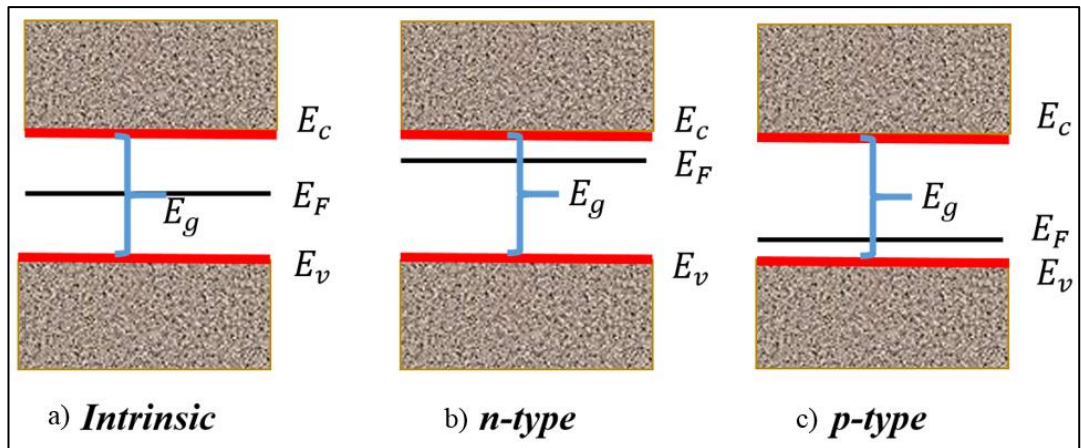 E_c
E_F
E_g
E_v
a) Intrinsic
E_c
E_F
E_g
E_v
b) n-type
E_c
E_g
E_F
E_v
c) p-type